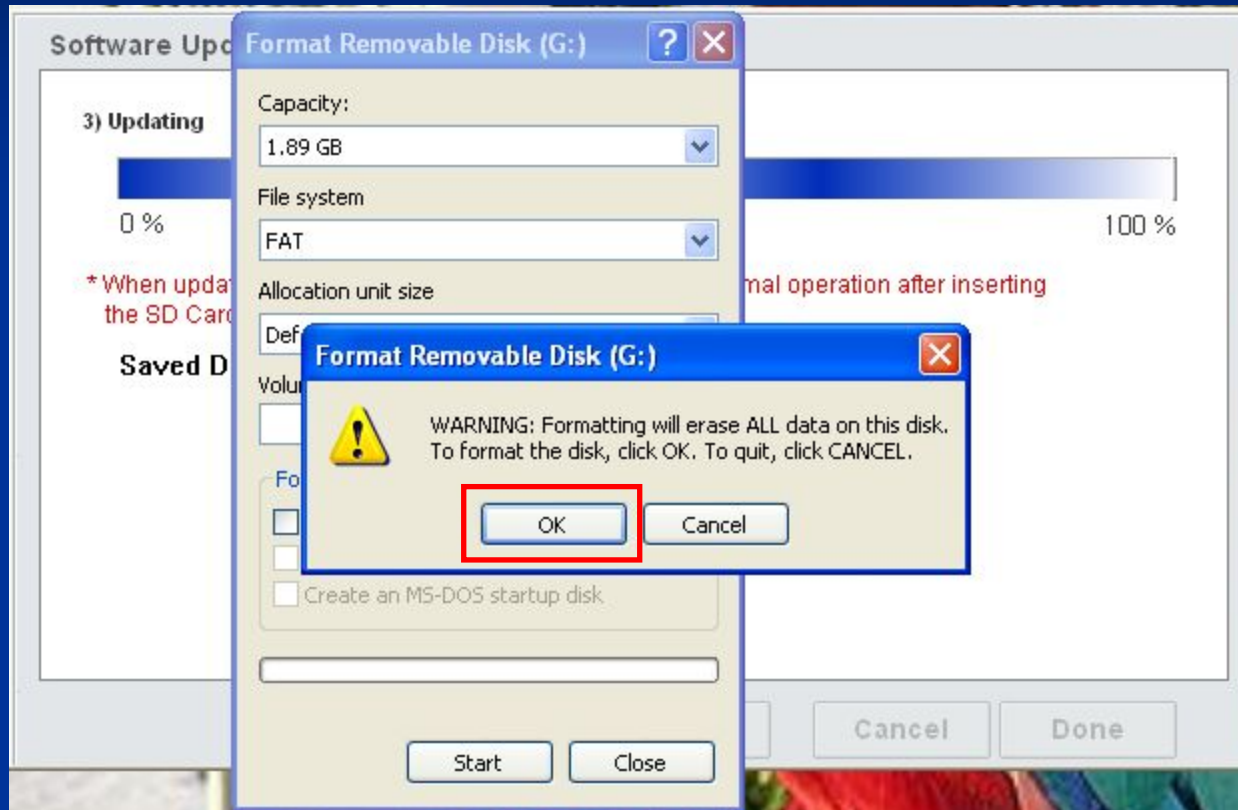 Software Upd
Format Removable Disk (G:)
3) Updating
0 %
100 %
* When updat
mal operation after inserting
the SD Card
Saved D
Capacity:
1.89 GB
File system
FAT
Allocation unit size
Def
Volu
Fo
Create an MS-DOS startup disk
Start
Close
Format Removable Disk (G:)
WARNING: Formatting will erase ALL data on this disk.
To format the disk, click OK. To quit, click CANCEL.
OK
Cancel
Cancel
Done